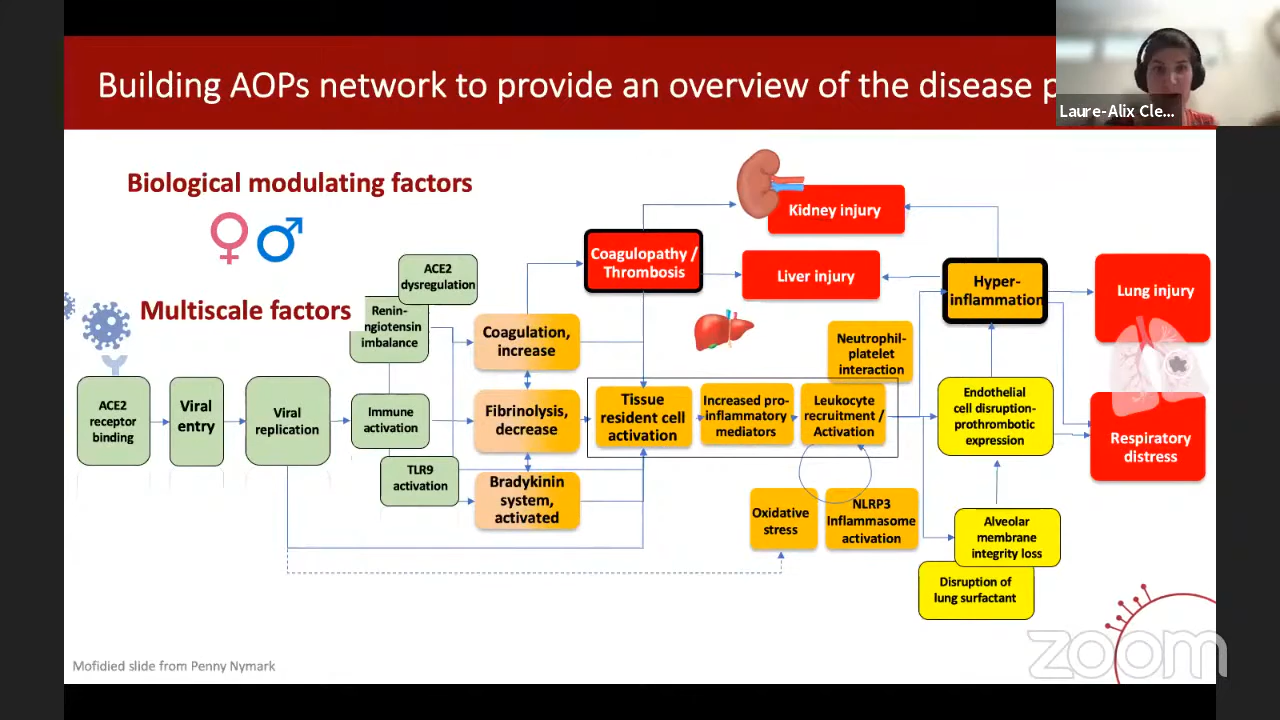 Building AOPs network to provide an overview of the disease p
Laure-Alix Cle...
Biological modulating factors
Multiscale factors
ACE2
dysregulation
Renin-
ngiotensin
imbalance
ACE2
receptor
binding
Viral
entry
Viral
replication
Immune
activation
TLR9
activation
Coagulation,
increase
Fibrinolysis,
decrease
Bradykinin
system,
activated
Coagulopathy /
Thrombosis
Kidney injury
Liver injury
Tissue
resident cell
activation
Increased pro-
inflammatory
mediators
Leukocyte
recruitment /
Activation
Neutrophil-
platelet
interaction
Oxidative
stress
NLRP3
Inflammasome
activation
Hyper-
inflammation
Endothelial
cell disruption-
prothrombotic
expression
Alveolar
membrane
integrity loss
Disruption of
lung surfactant
Lung injury
Respiratory
distress
Mofidied slide from Penny Nymark
zoom